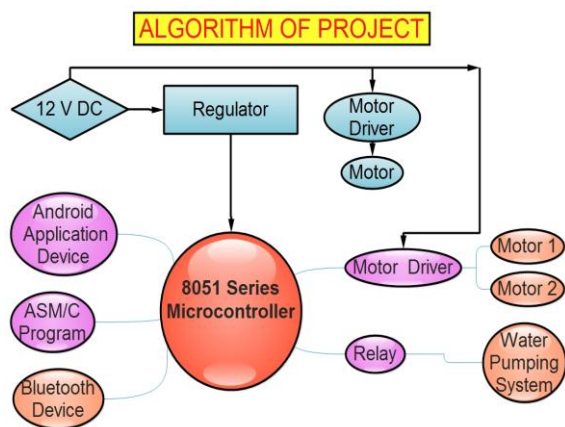 ALGORITHM OF PROJECT
12 V DC
Regulator
Motor
Driver
Motor
Android
Application
Device
8051 Series
Microcontroller
Motor Driver
Motor 1
Motor 2
ASM/C
Program
Relay
Water
Pumping
System
Bluetooth
Device